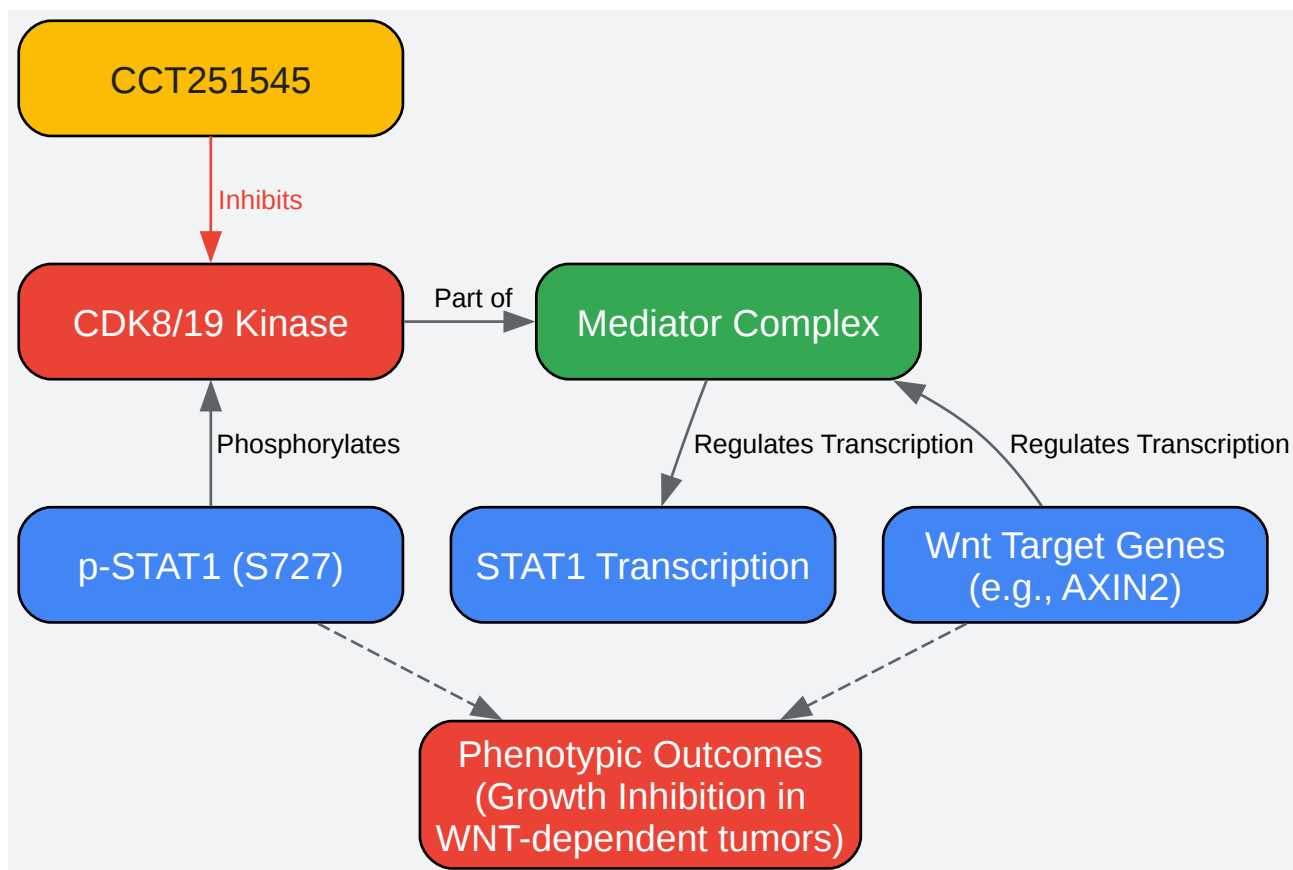 CCT251545
Inhibits
CDK8/19 Kinase
Part of
Mediator Complex
Phosphorylates
Regulates Transcription
Regulates Transcription
p-STAT1 (S727)
STAT1 Transcription
Wnt Target Genes
(e.g., AXIN2)
Phenotypic Outcomes
(Growth Inhibition in
WNT-dependent tumors)